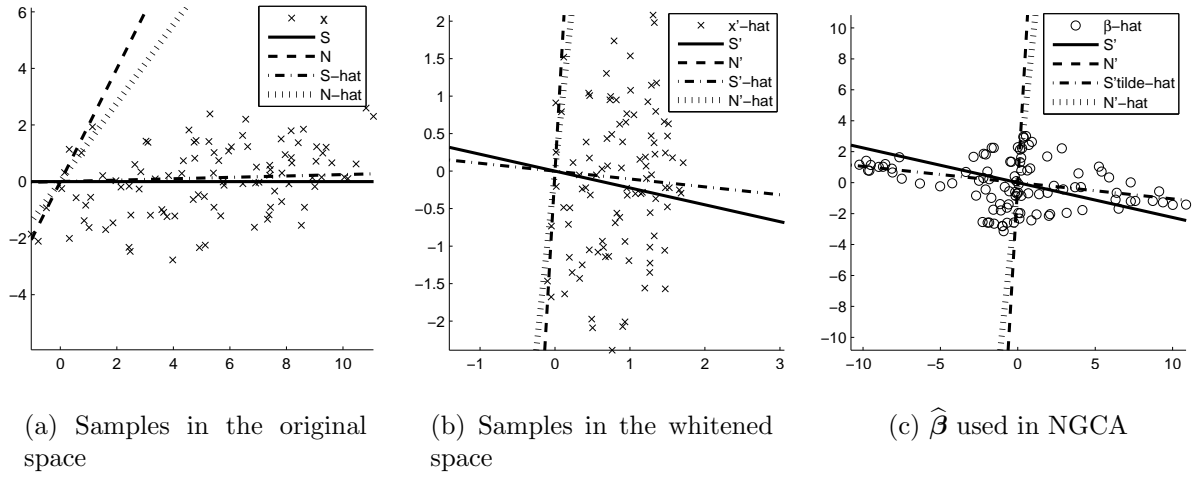 6
4
2
0
−2
−4
0
2
4
6
8
10
x
S
N
S−hat
N−hat
2
1.5
1
0.5
0
−0.5
−1
−1.5
−2
−1
0
1
2
3
x'−hat
S'
N'
S'−hat
N'−hat
10
8
6
4
2
0
−2
−4
−6
−8
−10
−10
−5
0
5
10
β−hat
S'
N'
S'tilde−hat
N'−hat
(a) Samples in the original
space
(b) Samples in the whitened
space
(c) β̂ used in NGCA